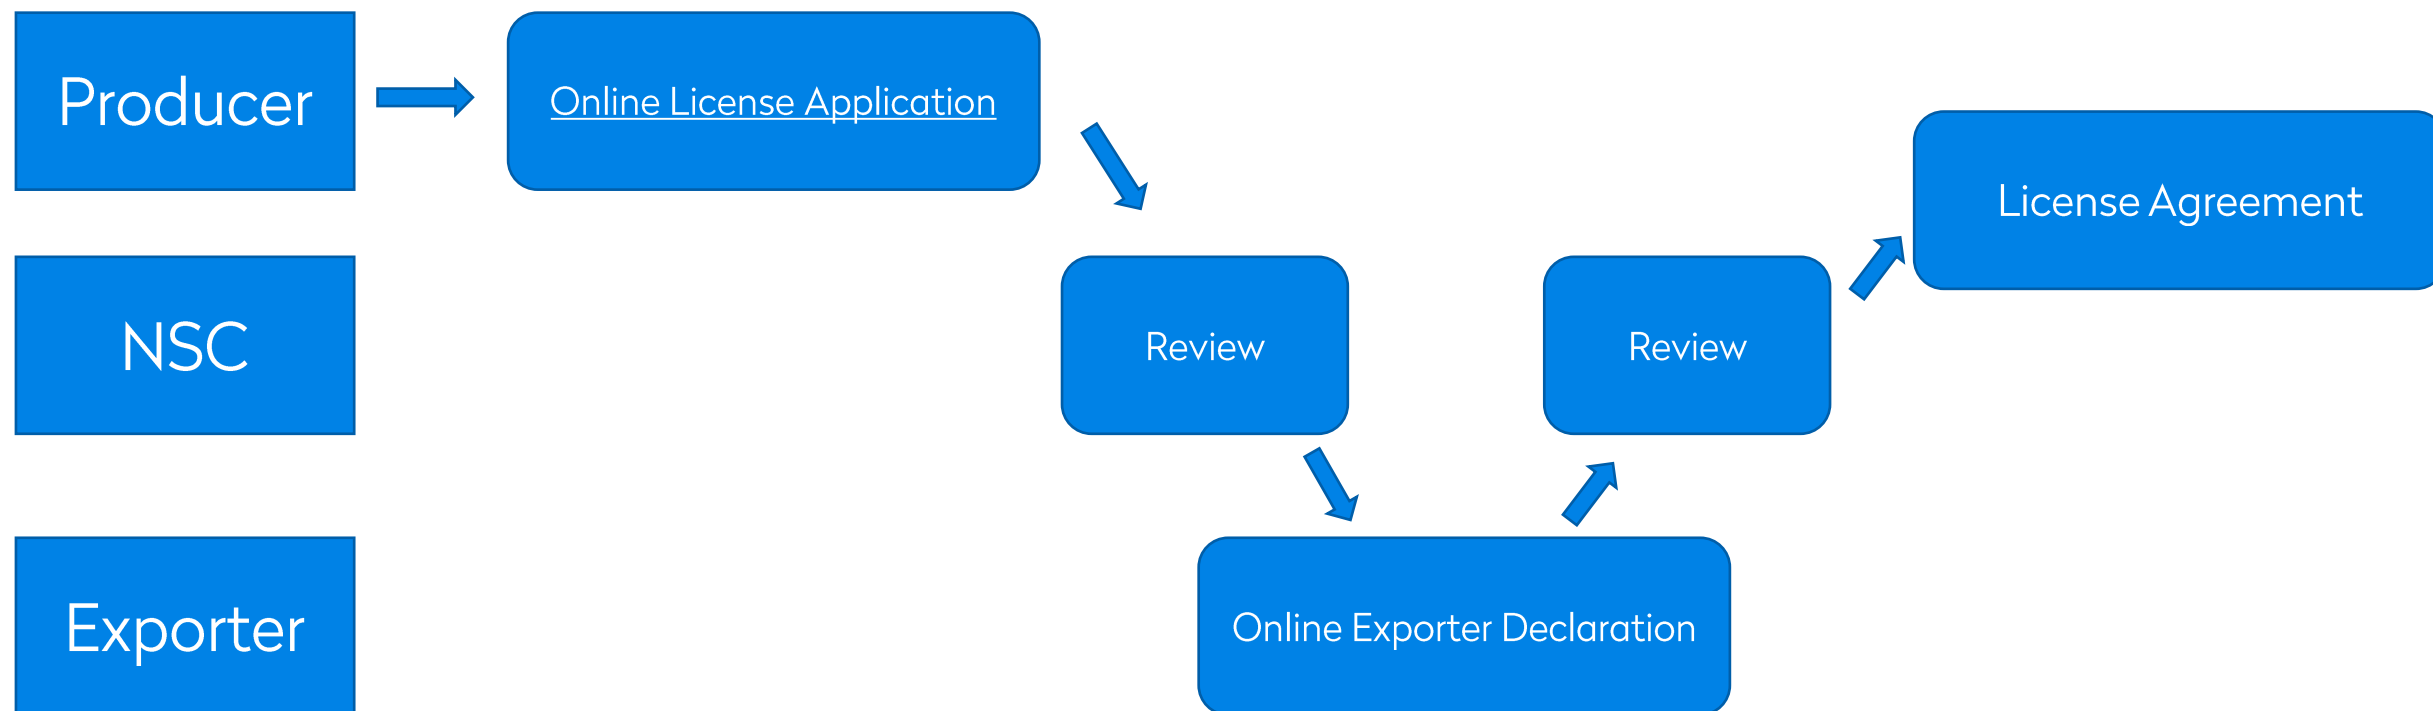 Producer
Online License Application
License Agreement
NSC
Review
Review
Exporter
Online Exporter Declaration